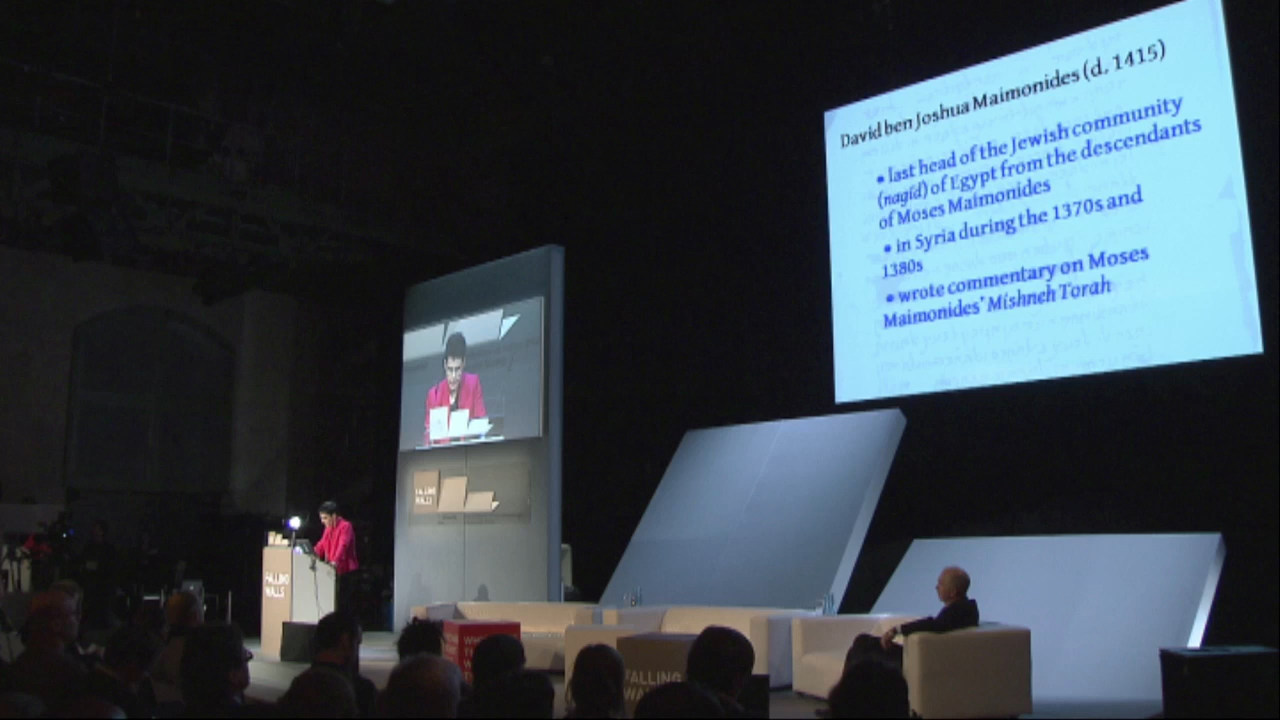 David ben Joshua Maimonides (d. 1415)
• last head of the Jewish community
(nagid) of Egypt from the descendants
of Moses Maimonides
• in Syria during the 1370s and
1380s
• wrote commentary on Moses
Maimonides' Mishneh Torah
FALLING
WALLS
FALLING
WALLS
FALLING